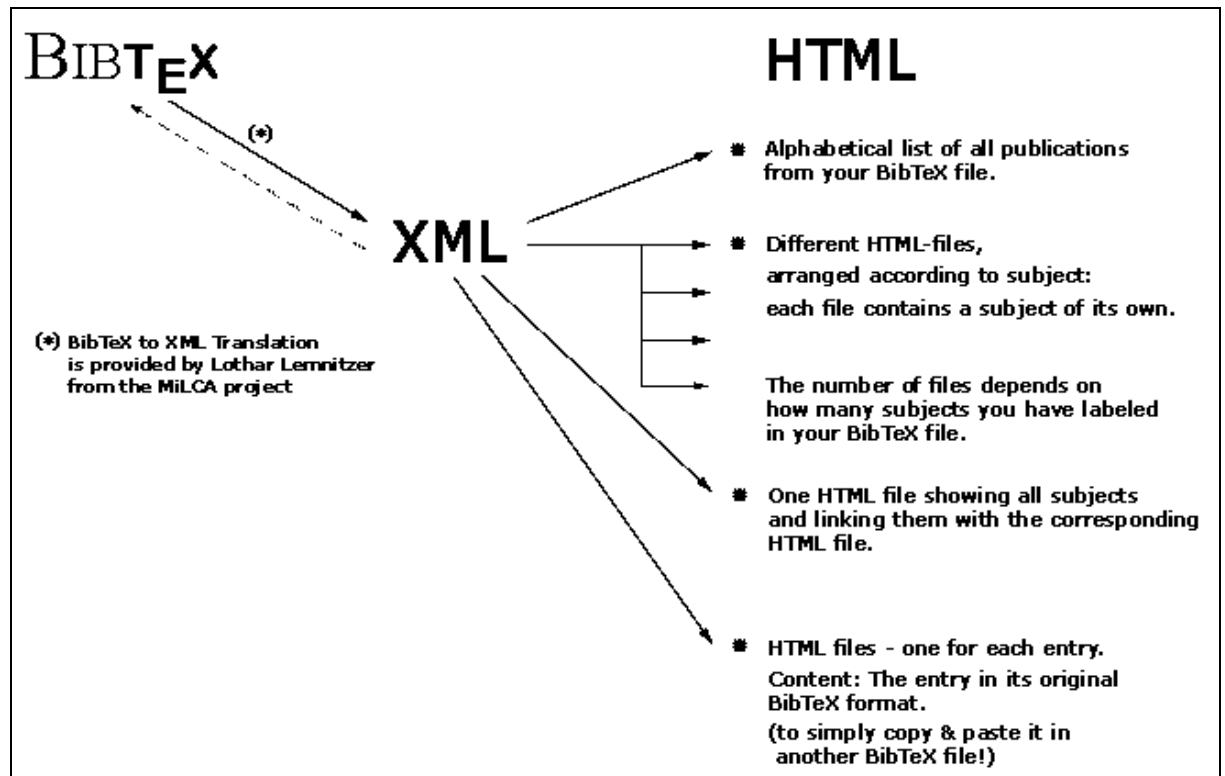 BIBTEX
HTML
(*)
Alphabetical list of all publications
from your BibTeX file.
XML
Different HTML-files,
arranged according to subject:
each file contains a subject of its own.
(*) BibTeX to XML Translation
is provided by Lothar Lemnitzer
from the MiLCA project
The number of files depends on
how many subjects you have labeled
in your BibTeX file.
One HTML file showing all subjects
and linking them with the corresponding
HTML file.
HTML files - one for each entry.
Content: The entry in its original
BibTeX format.
(to simply copy & paste it in
another BibTeX file!)